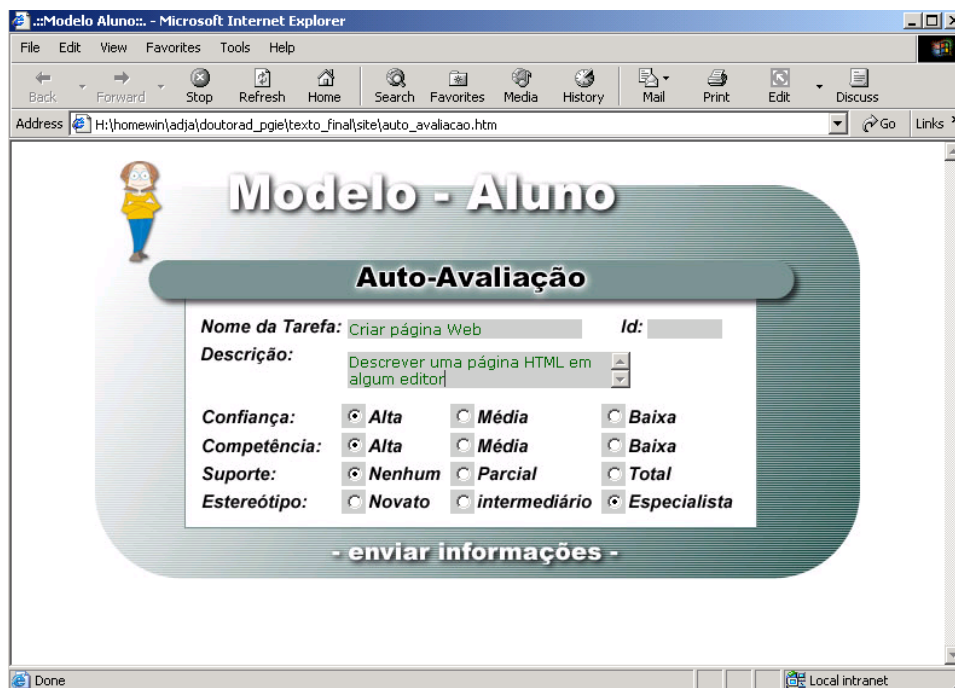 .::Modelo Aluno::. - Microsoft Internet Explorer
File Edit View Favorites Tools Help
Back Forward Stop Refresh Home Search Favorites Media History Mail Print Edit Discuss
Address H:\homewin\adja\doutorad_pgie\texto_final\site\auto_avaliacao.htm Go Links
Modelo - Aluno
Auto-Avaliação
Nome da Tarefa: Criar página Web Id:
Descrição: Descrever uma página HTML em
algum editor
Confiança: Alta Média Baixa
Competência: Alta Média Baixa
Suporte: Nenhum Parcial Total
Estereótipo: Novato intermediário Especialista
- enviar informações -
Done Local intranet